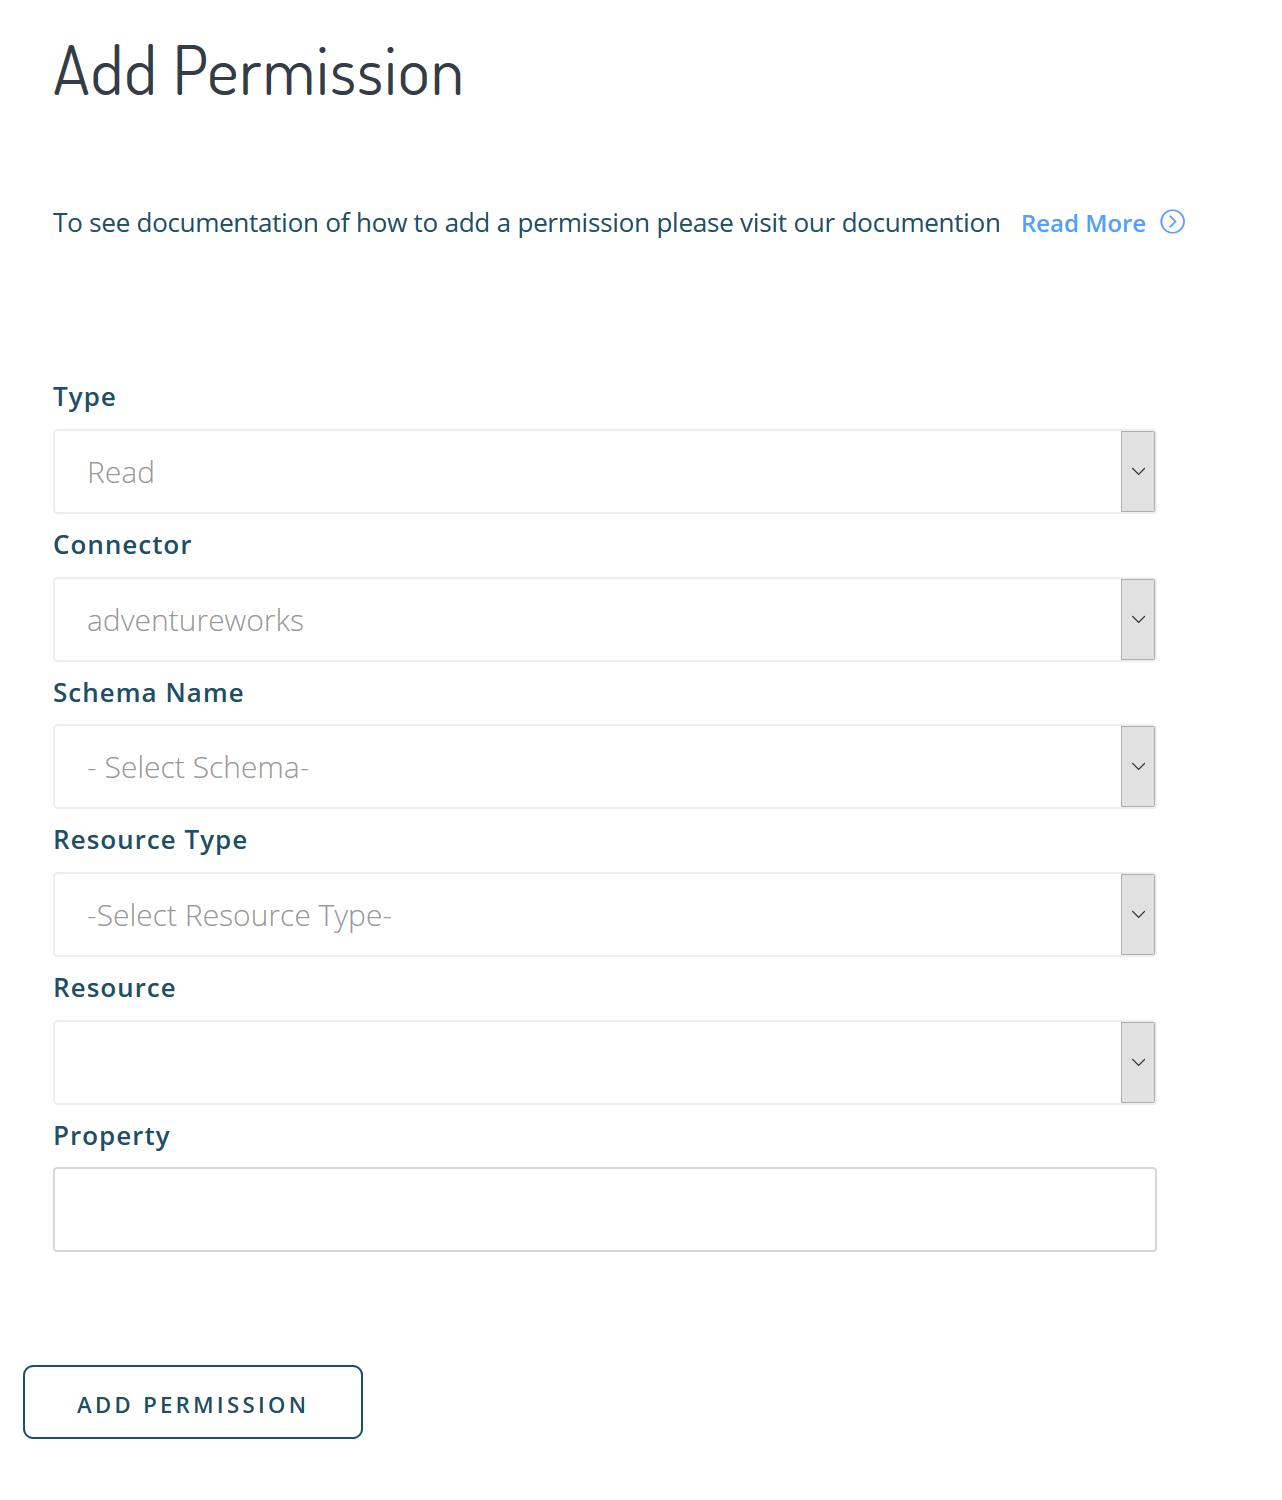 Add Permission
To see documentation of how to add a permission please visit our documention Read More
Type
Read
Connector
adventureworks
Schema Name
- Select Schema-
Resource Type
-Select Resource Type-
Resource
Property
ADD PERMISSION